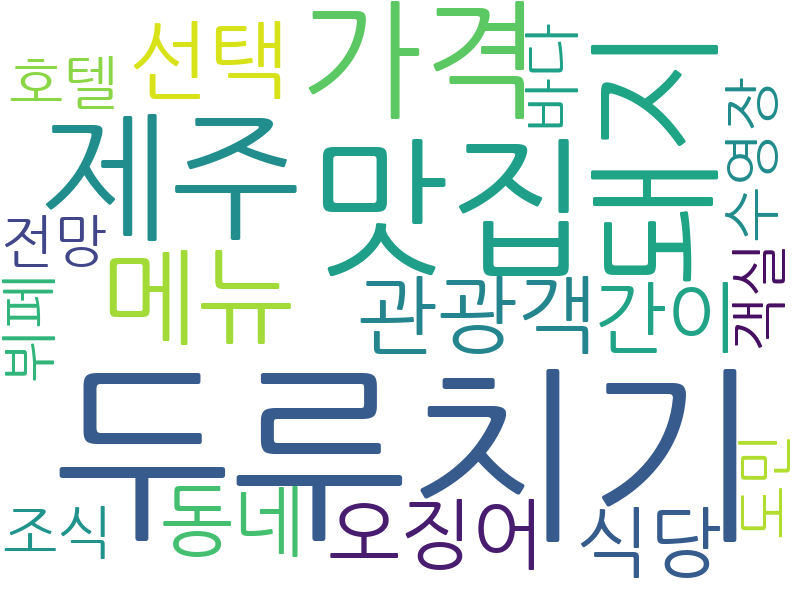 호텔
선택
가격
바다
돼지
수영장
제주
맛집
전망
메뉴
관광객
간이
객실
뷔페
두루치기
도민
조식
동네
오징어
식당